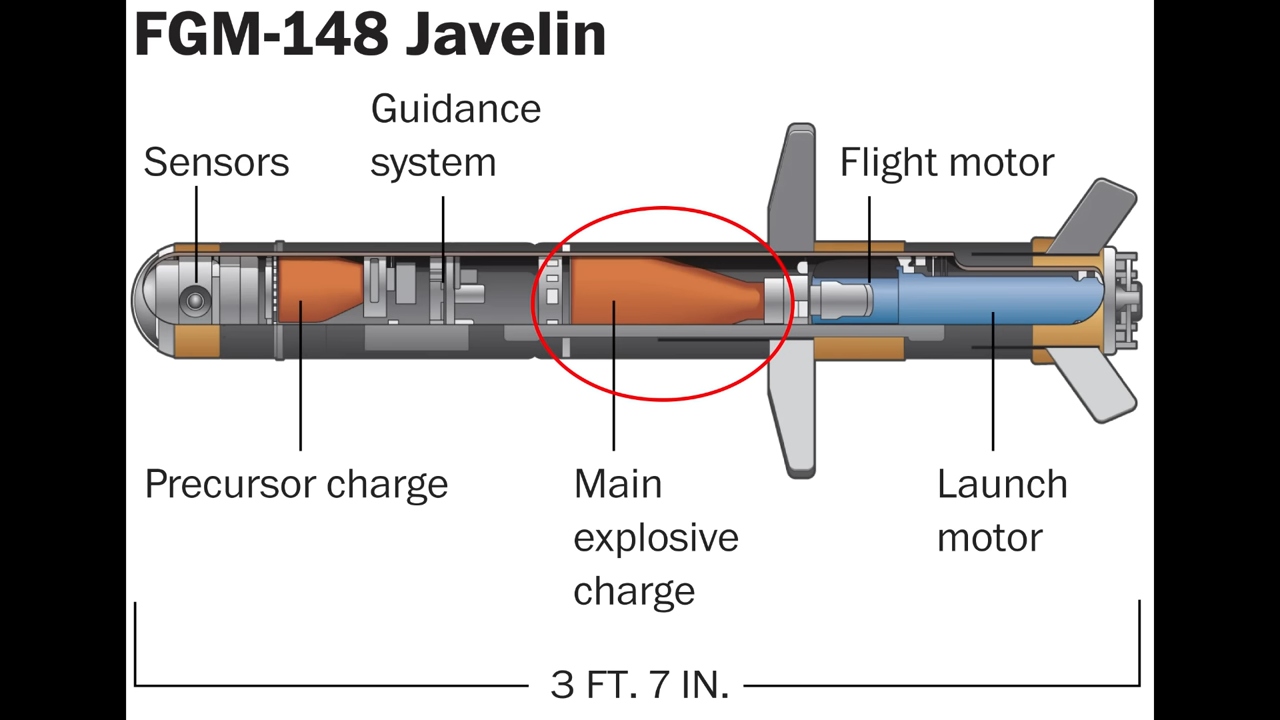 FGM-148 Javelin
Guidance
system
Sensors
Flight motor
Precursor charge
Main
explosive
charge
Launch
motor
3 FT. 7 IN.